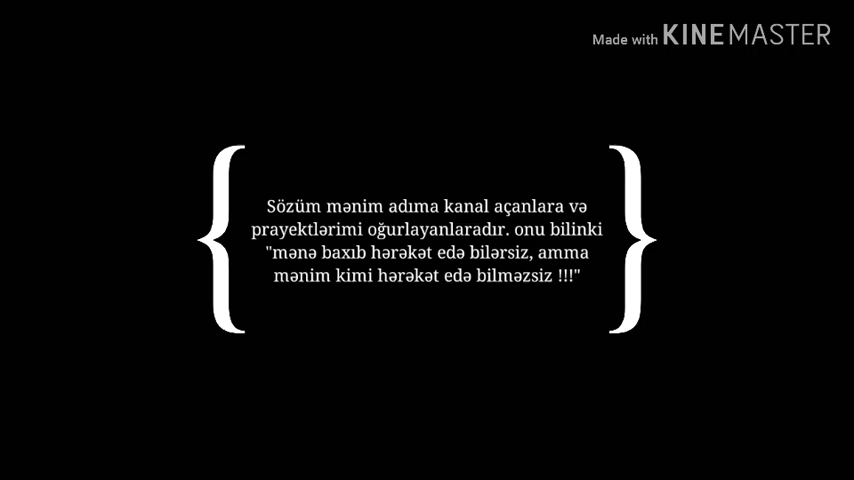 Made with KINEMASTER
Sözüm mənim adıma kanal açanlara və
prayektlərimi oğurlayanlaradır. onu bilinki
"mənə baxıb hərəkət edə bilərsiz, amma
mənim kimi hərəkət edə bilməzsiz !!!"